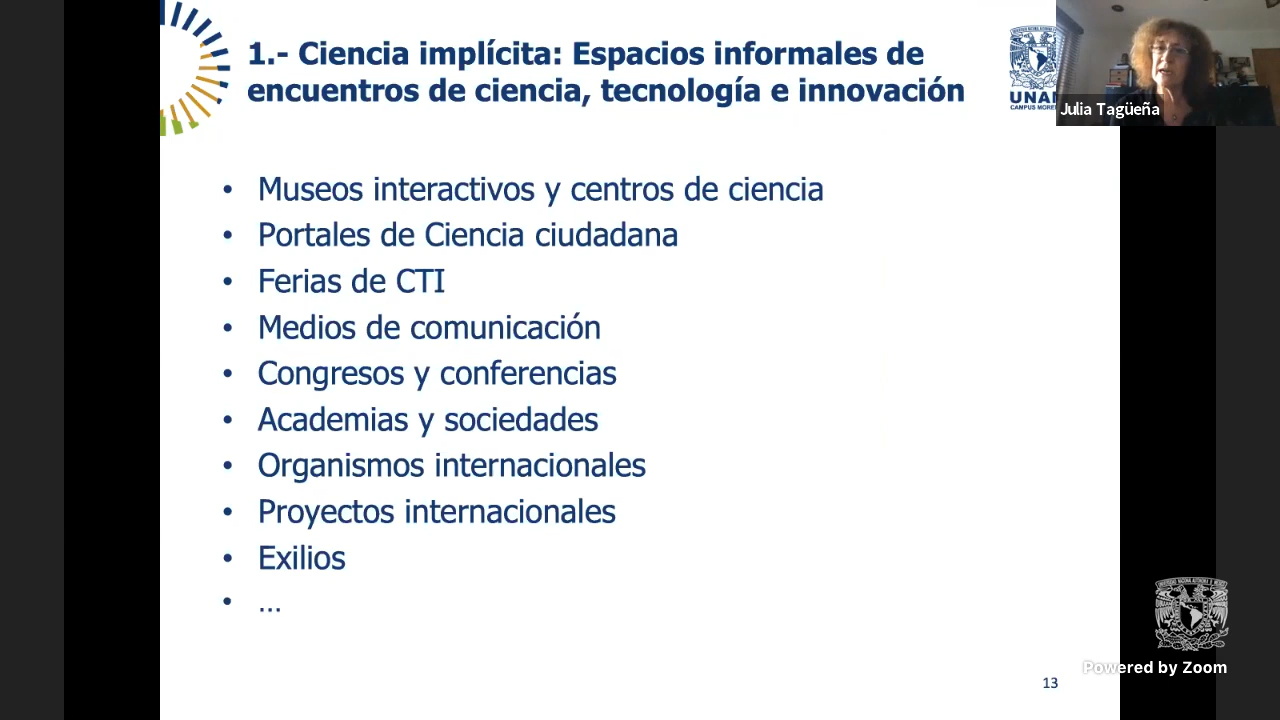 1.- Ciencia implícita: Espacios informales de
encuentros de ciencia, tecnología e innovación
UNAM
CAMPUS MORE
Julia Tagüeña
• Museos interactivos y centros de ciencia
• Portales de Ciencia ciudadana
• Ferias de CTI
• Medios de comunicación
• Congresos y conferencias
• Academias y sociedades
• Organismos internacionales
• Proyectos internacionales
• Exilios
• ...
Powered by Zoom
13